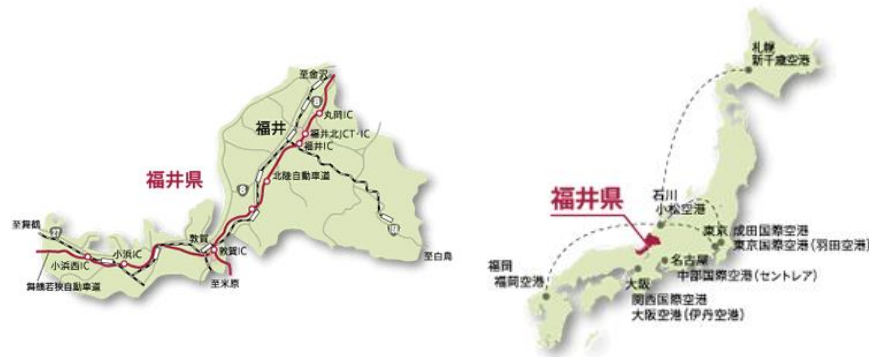 至金沢
8
丸岡IC
福井
福井北JCT・IC
福井IC
福井県
北陸自動車道
8
至舞鶴
27
敦賀
小浜IC
敦賀IC
小浜西IC
至白鳥
舞鶴若狭自動車道
至米原
札幌
新千歳空港
福井県
石川
小松空港
東京/成田国際空港
東京国際空港(羽田空港)
名古屋
中部国際空港(セントレア)
福岡
福岡空港
大阪
関西国際空港
大阪空港(伊丹空港)